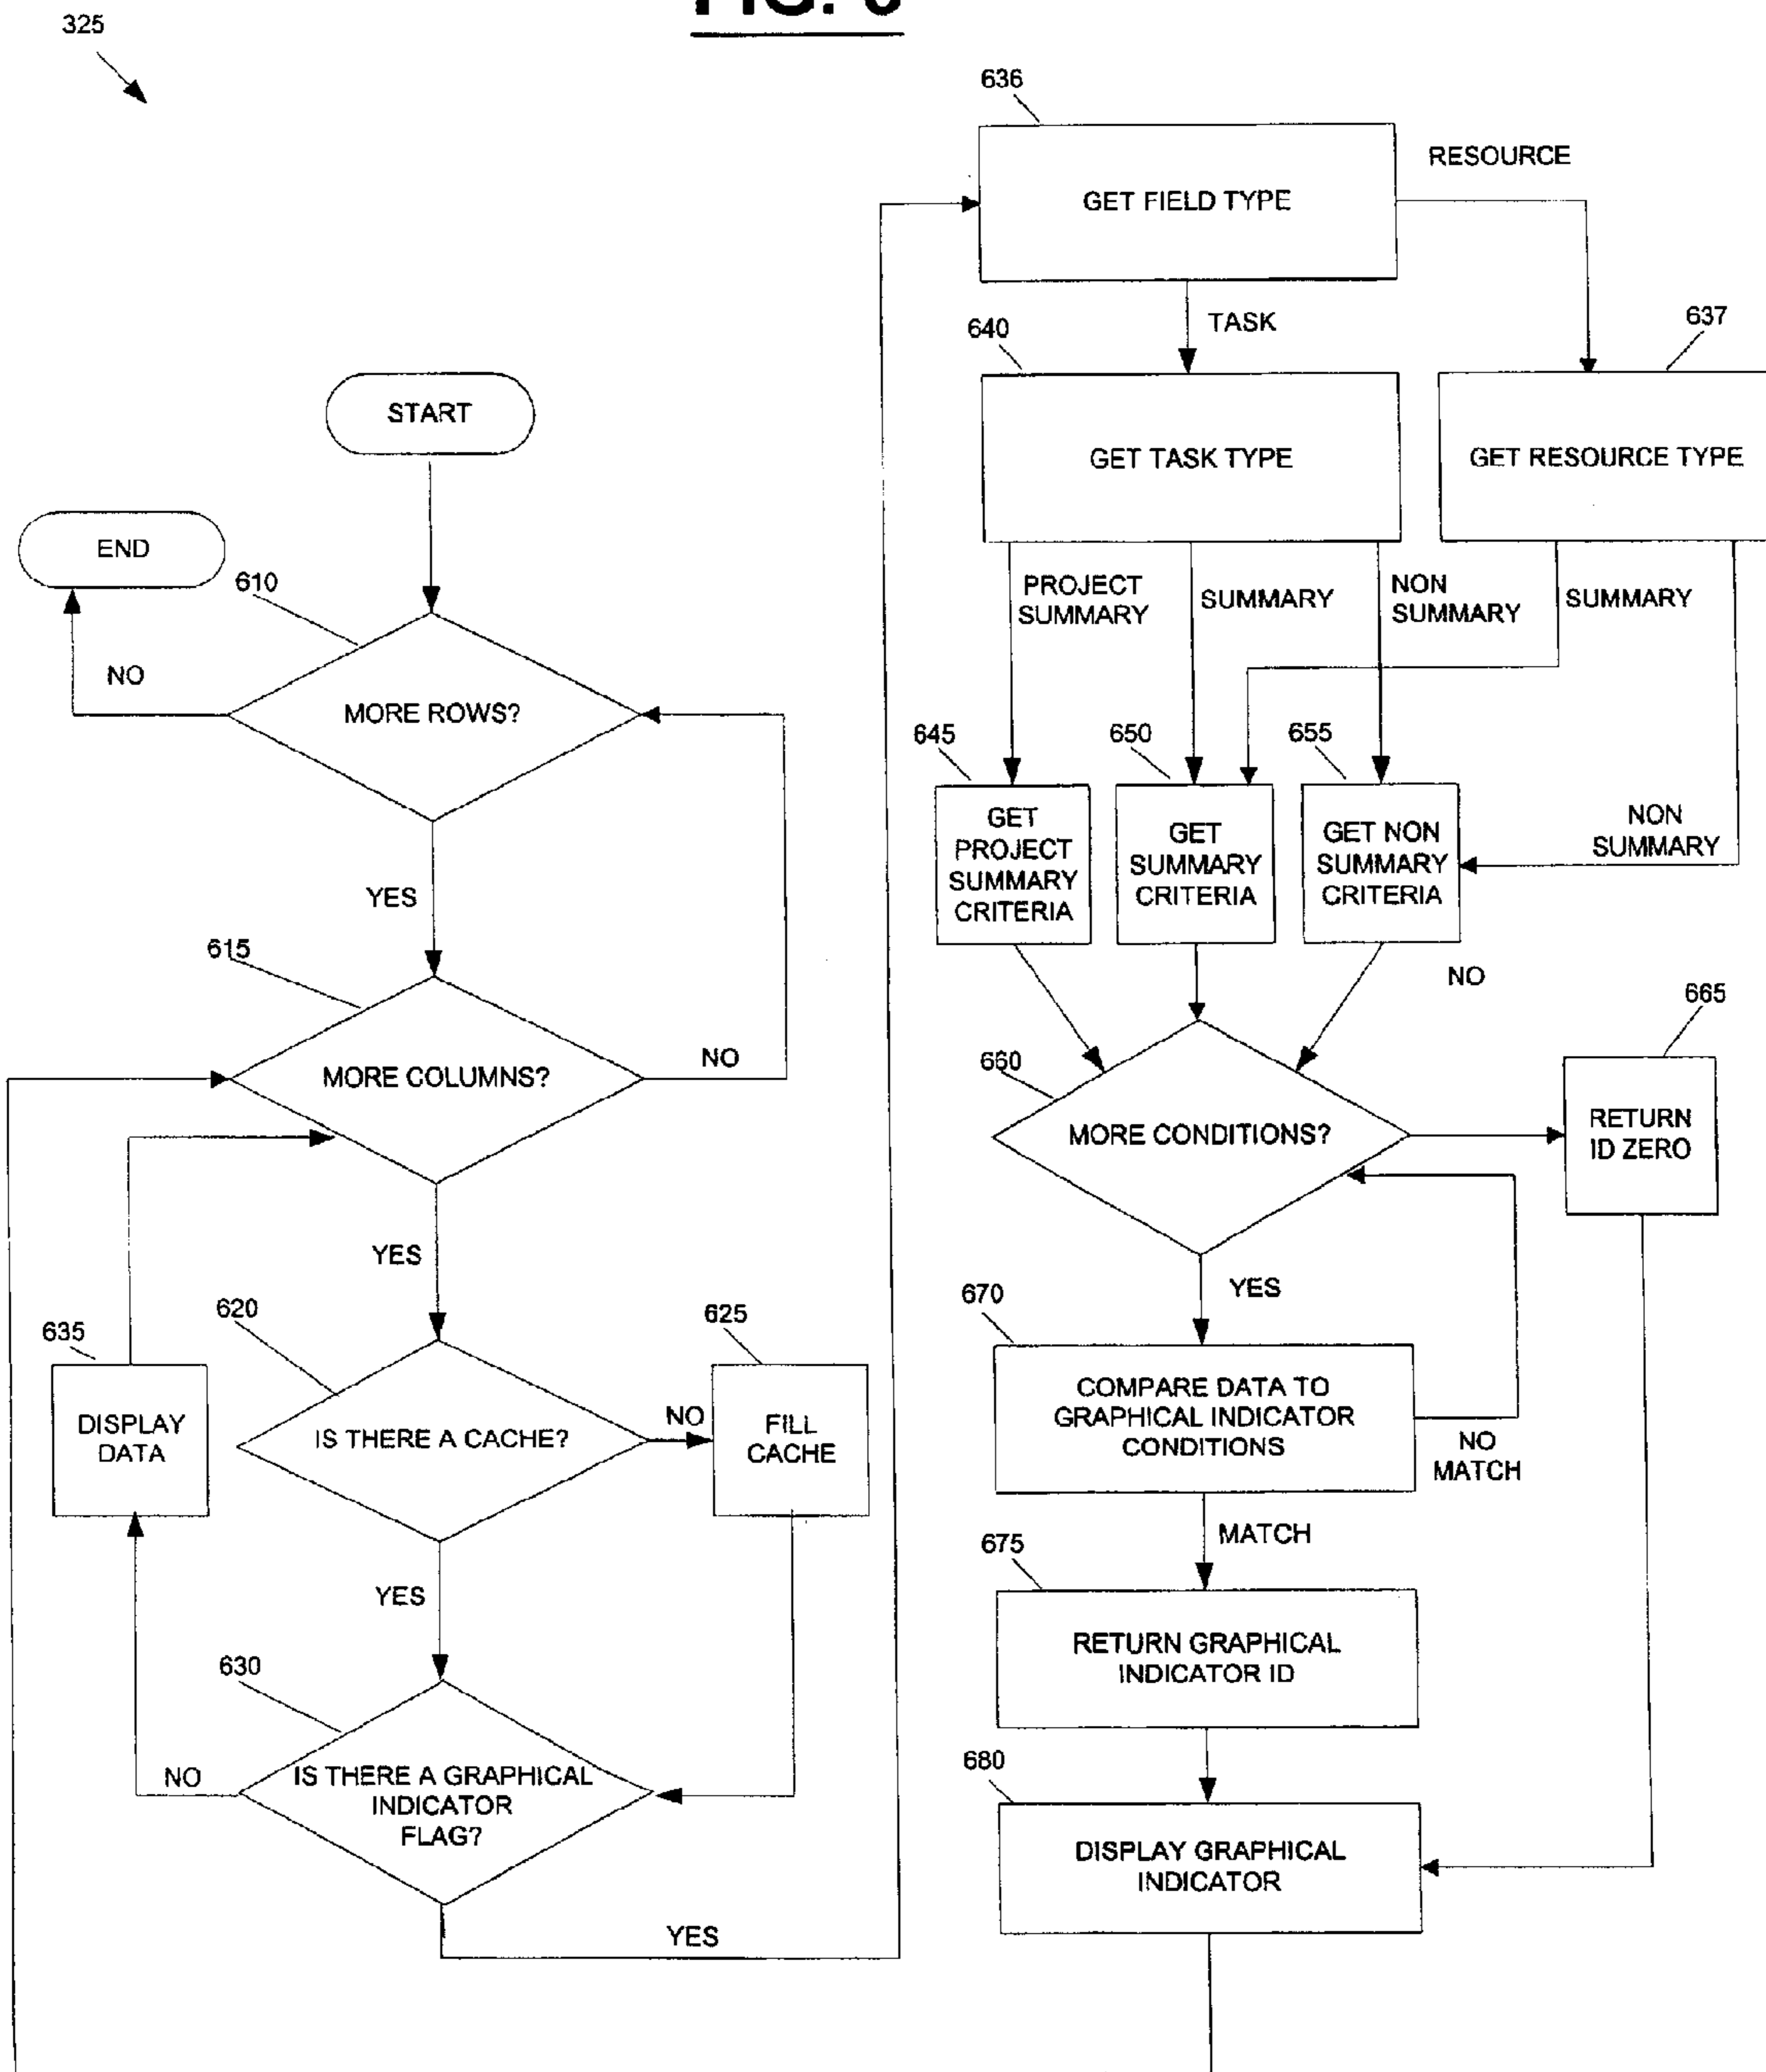 325
636
RESOURCE
GET FIELD TYPE
TASK
640
637
START
GET TASK TYPE
GET RESOURCE TYPE
END
610
PROJECT
SUMMARY
SUMMARY
NON
SUMMARY
SUMMARY
NO
MORE ROWS?
645
650
655
GET
PROJECT
SUMMARY
CRITERIA
GET
SUMMARY
CRITERIA
GET NON
SUMMARY
CRITERIA
NON
SUMMARY
YES
615
NO
665
MORE COLUMNS?
NO
660
MORE CONDITIONS?
RETURN
ID ZERO
YES
YES
670
620
625
635
DISPLAY
DATA
IS THERE A CACHE?
NO
FILL
CACHE
COMPARE DATA TO
GRAPHICAL INDICATOR
CONDITIONS
NO
MATCH
MATCH
675
YES
630
RETURN GRAPHICAL
INDICATOR ID
680
NO
IS THERE A GRAPHICAL
INDICATOR
FLAG?
DISPLAY GRAPHICAL
INDICATOR
YES